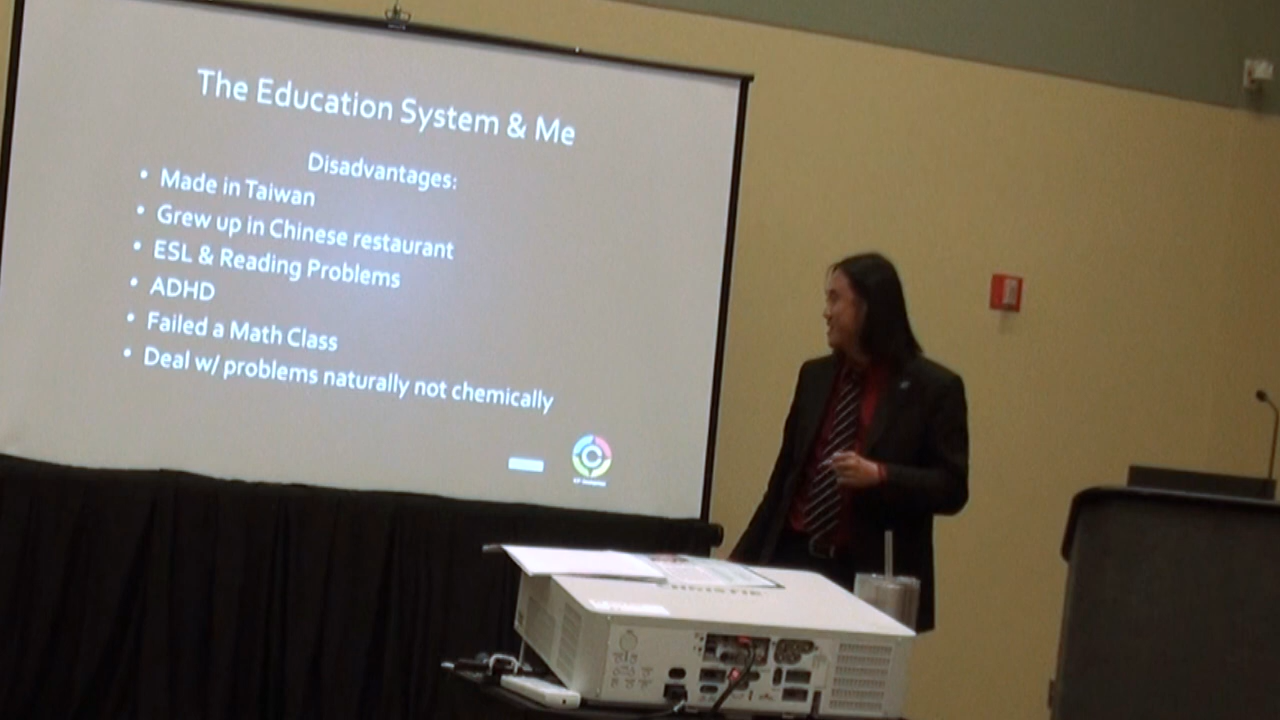 The Education System & Me
Disadvantages:
• Made in Taiwan
• Grew up in Chinese restaurant
• ESL & Reading Problems
• ADHD
• Failed a Math Class
• Deal w/ problems naturally not chemically
CHRISTIE